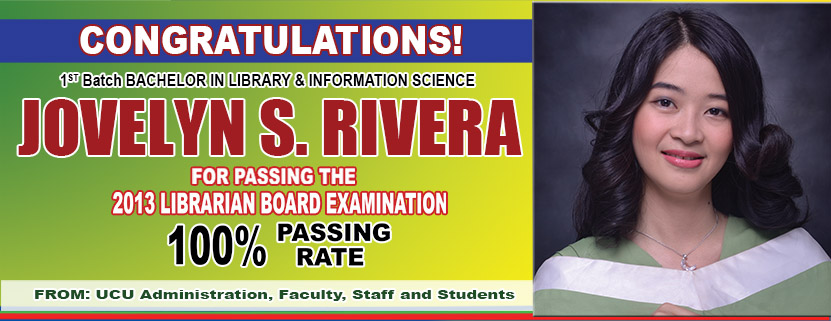 CONGRATULATIONS!
1ST Batch BACHELOR IN LIBRARY & INFORMATION SCIENCE
JOVELYN S. RIVERA
FOR PASSING THE
2013 LIBRARIAN BOARD EXAMINATION
100% PASSING
RATE
FROM: UCU Administration, Faculty, Staff and Students